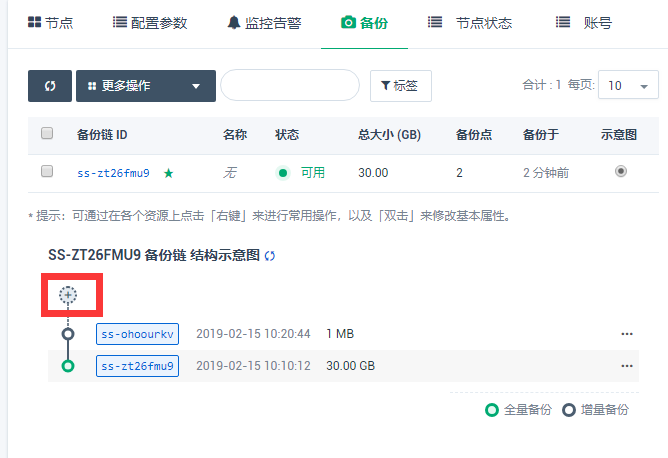 节点 配置参数 监控告警 备份 节点状态 账号
更多操作 标签 合计 : 1 每页: 10
备份链 ID 名称 状态 总大小 (GB) 备份点 备份于 示意图
ss-zt26fmu9 无 可用 30.00 2 2 分钟前
* 提示：可通过在各个资源上点击「右键」来进行常用操作，以及「双击」来修改基本属性。
SS-ZT26FMU9 备份链 结构示意图
ss-ohoourkv 2019-02-15 10:20:44 1 MB ...
ss-zt26fmu9 2019-02-15 10:10:12 30.00 GB ...
全量备份 增量备份